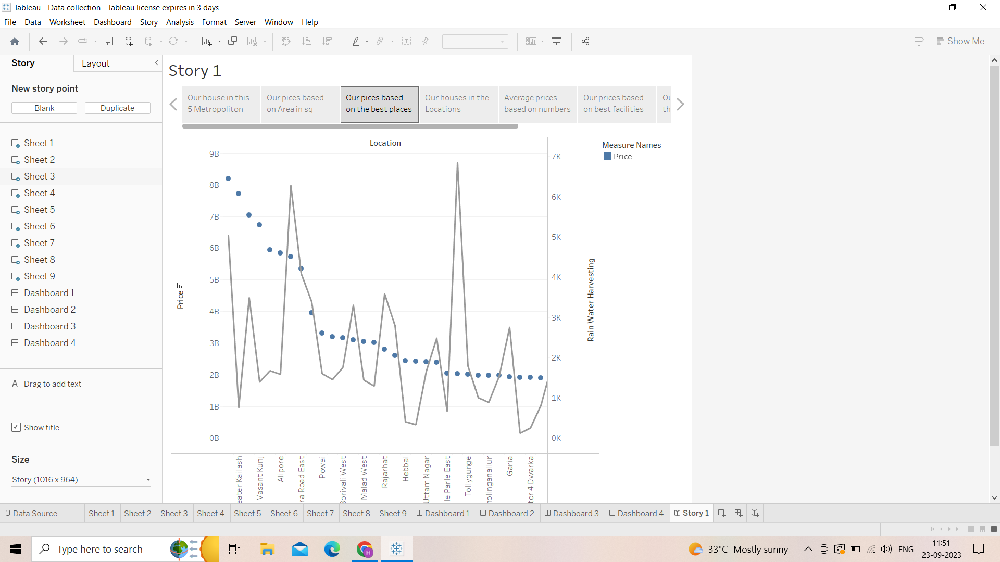 Tableau - Data collection - Tableau license expires in 3 days
File Data Worksheet Dashboard Story Analysis Format Server Window Help
Show Me
Story Layout
New story point
Blank Duplicate
Sheet 1
Sheet 2
Sheet 3
Sheet 4
Sheet 5
Sheet 6
Sheet 7
Sheet 8
Sheet 9
Dashboard 1
Dashboard 2
Dashboard 3
Dashboard 4
A Drag to add text
Show title
Size
Story (1016 x 964)
Story 1
Our house in this
5 Metropoliton
Our pices based
on Area in sq
Our pices based
on the best places
Our houses in the
Locations
Average prices
based on numbers
Our prices based
on best facilities
Ou
th
Location
Measure Names
Price
9B
8B
7B
6B
5B
4B
3B
2B
1B
0B
Price
7K
6K
5K
4K
3K
2K
1K
0K
Rain Water Harvesting
eater Kailash
Vasant Kunj
Alipore
ra Road East
Powai
Borivali West
Malad West
Rajarhat
Hebbal
Uttam Nagar
lle Parle East
Tollygunge
holinganallur
Garia
tor 4 Dwarka
Data Source Sheet 1 Sheet 2 Sheet 3 Sheet 4 Sheet 5 Sheet 6 Sheet 7 Sheet 8 Sheet 9 Dashboard 1 Dashboard 2 Dashboard 3 Dashboard 4 Story 1
Type here to search
H
33°C Mostly sunny
ENG
11:51
23-09-2023